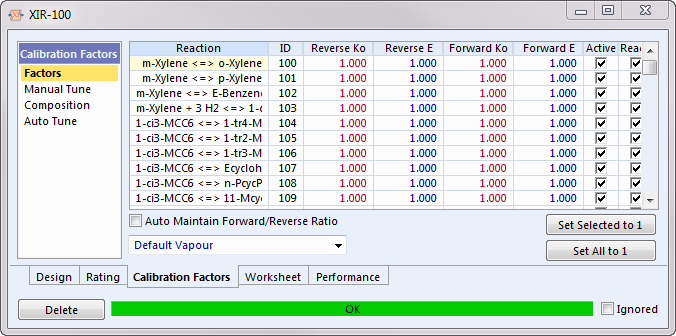 XIR-100
Calibration Factors
Factors
Manual Tune
Composition
Auto Tune
Reaction ID Reverse Ko Reverse E Forward Ko Forward E Active Reac
m-Xylene <=> o-Xylene 100 1.000 1.000 1.000 1.000
m-Xylene <=> p-Xylene 101 1.000 1.000 1.000 1.000
m-Xylene <=> E-Benzen 102 1.000 1.000 1.000 1.000
m-Xylene + 3 H2 <=> 1-c 103 1.000 1.000 1.000 1.000
1-ci3-MCC6 <=> 1-tr4-M 104 1.000 1.000 1.000 1.000
1-ci3-MCC6 <=> 1-tr2-M 105 1.000 1.000 1.000 1.000
1-ci3-MCC6 <=> 1-tr3-M 106 1.000 1.000 1.000 1.000
1-ci3-MCC6 <=> Ecycloh 107 1.000 1.000 1.000 1.000
1-ci3-MCC6 <=> n-PcycP 108 1.000 1.000 1.000 1.000
1-ci3-MCC6 <=> 11-Mcy 109 1.000 1.000 1.000 1.000
Auto Maintain Forward/Reverse Ratio
Default Vapour
Set Selected to 1
Set All to 1
Design Rating Calibration Factors Worksheet Performance
Delete OK Ignored